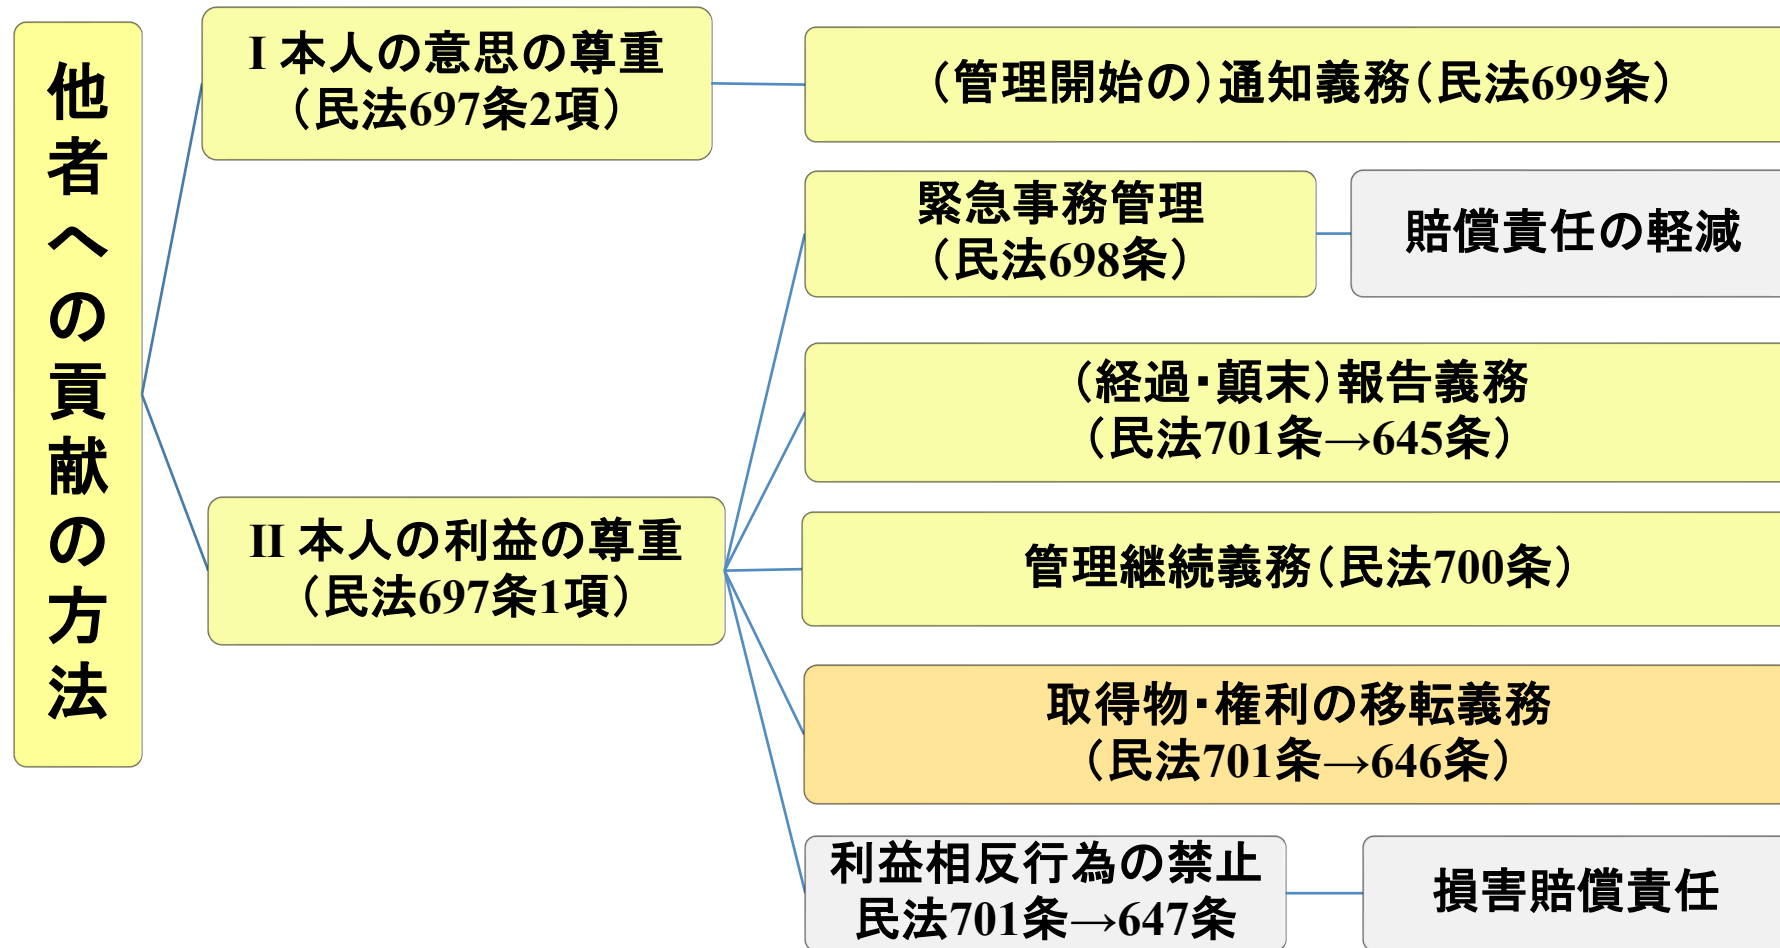 他者への貢献の方法
I 本人の意思の尊重
（民法697条2項）
（管理開始の）通知義務（民法699条）
緊急事務管理
（民法698条）
賠償責任の軽減
（経過・顛末）報告義務
（民法701条→645条）
II 本人の利益の尊重
（民法697条1項）
管理継続義務（民法700条）
取得物・権利の移転義務
（民法701条→646条）
利益相反行為の禁止
民法701条→647条
損害賠償責任